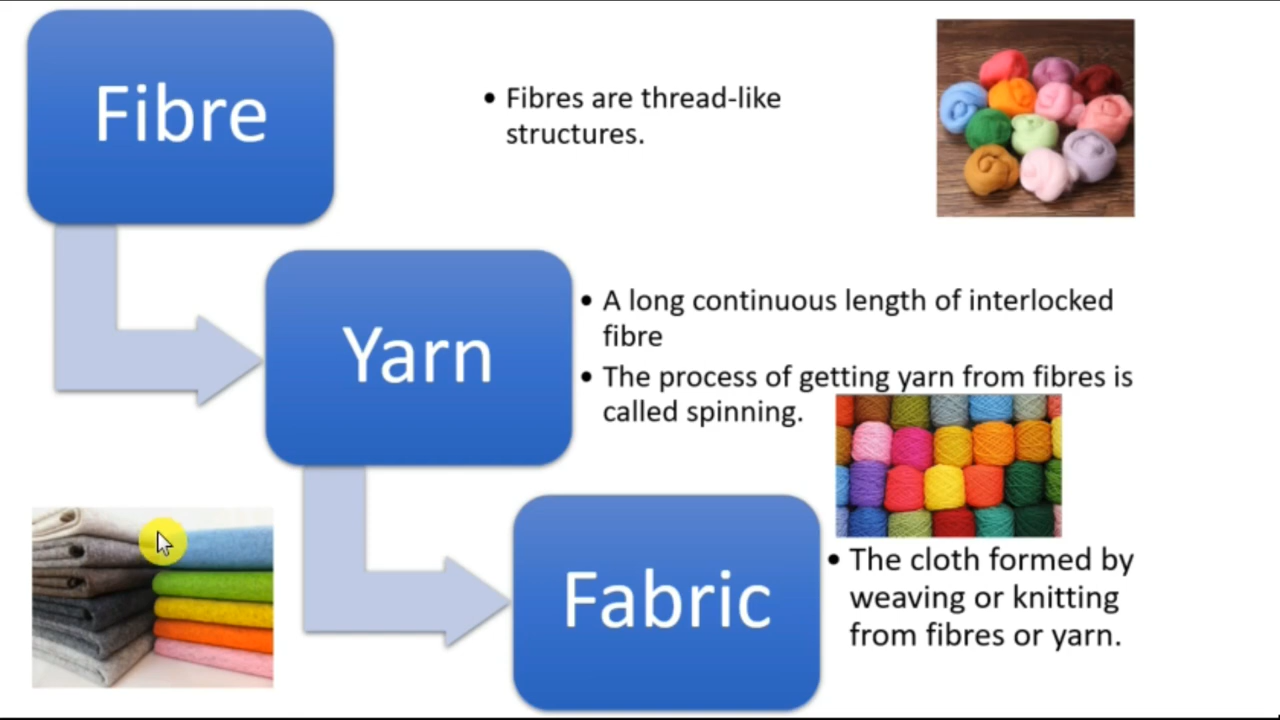 Fibre
• Fibres are thread-like
structures.
Yarn
• A long continuous length of interlocked
fibre
• The process of getting yarn from fibres is
called spinning.
Fabric
• The cloth formed by
weaving or knitting
from fibres or yarn.